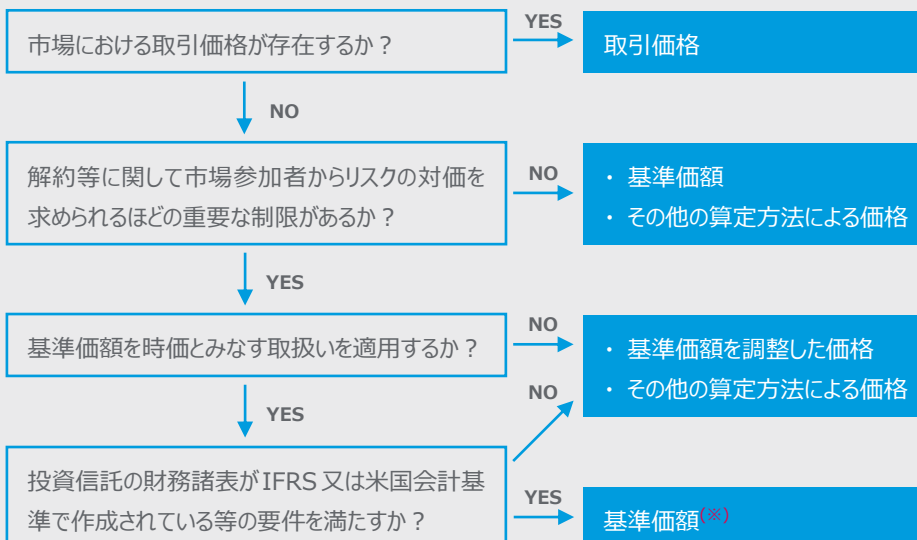 市場における取引価格が存在するか？
YES
取引価格
NO
解約等に関して市場参加者からリスクの対価を
求められるほどの重要な制限があるか？
NO
・ 基準価額
・ その他の算定方法による価格
YES
基準価額を時価とみなす取扱いを適用するか？
NO
・ 基準価額を調整した価格
・ その他の算定方法による価格
NO
YES
投資信託の財務諸表がIFRS 又は米国会計基
準で作成されている等の要件を満たすか？
YES
基準価額(※)